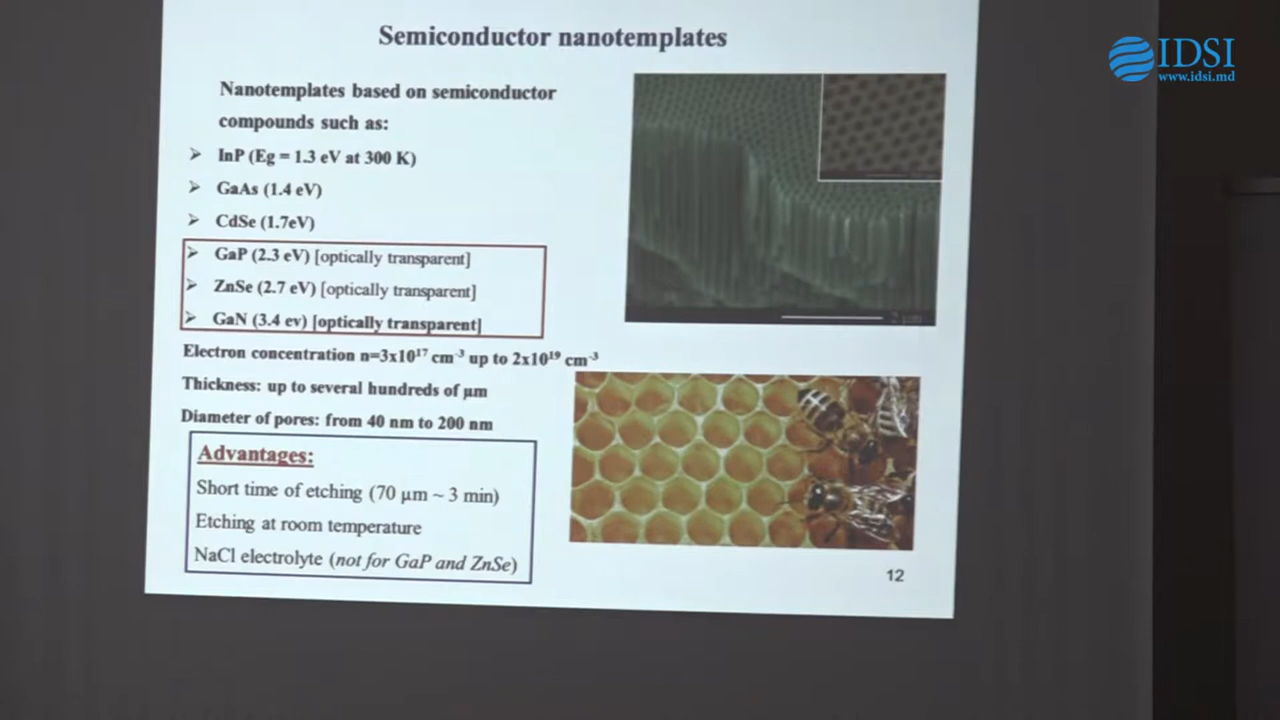 Semiconductor nanotemplates
IDSI
www.idsi.md
Nanotemplates based on semiconductor
compounds such as:
➢ InP (Eg = 1.3 eV at 300 K)
➢ GaAs (1.4 eV)
➢ CdSe (1.7eV)
➢ GaP (2.3 eV) [optically transparent]
➢ ZnSe (2.7 eV) [optically transparent]
➢ GaN (3.4 ev) [optically transparent]
Electron concentration n=3x10¹⁷ cm⁻³ up to 2x10¹⁹ cm⁻³
Thickness: up to several hundreds of μm
Diameter of pores: from 40 nm to 200 nm
Advantages:
Short time of etching (70 μm ~ 3 min)
Etching at room temperature
NaCl electrolyte (not for GaP and ZnSe)
12